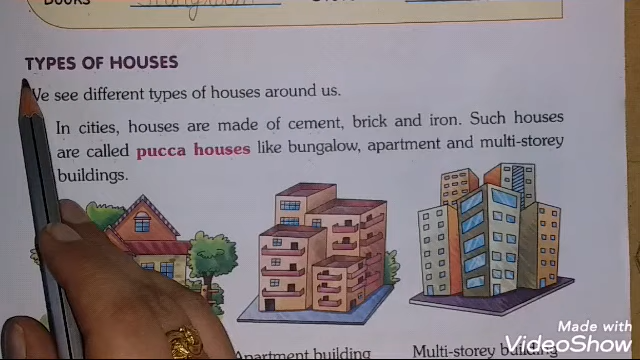 TYPES OF HOUSES
We see different types of houses around us.
In cities, houses are made of cement, brick and iron. Such houses
are called pucca houses like bungalow, apartment and multi-storey
buildings.
Apartment building
Multi-storey building
Made with
VideoShow